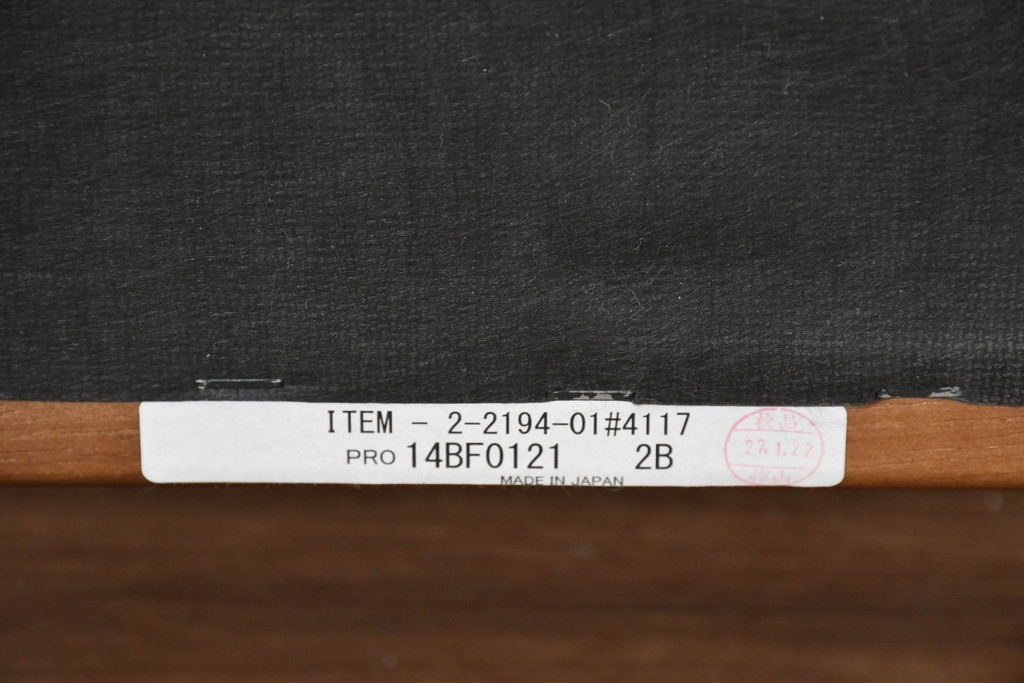 ITEM - 2-2194-01#4117
PRO 14BF0121 2B
MADE IN JAPAN
27.1.22